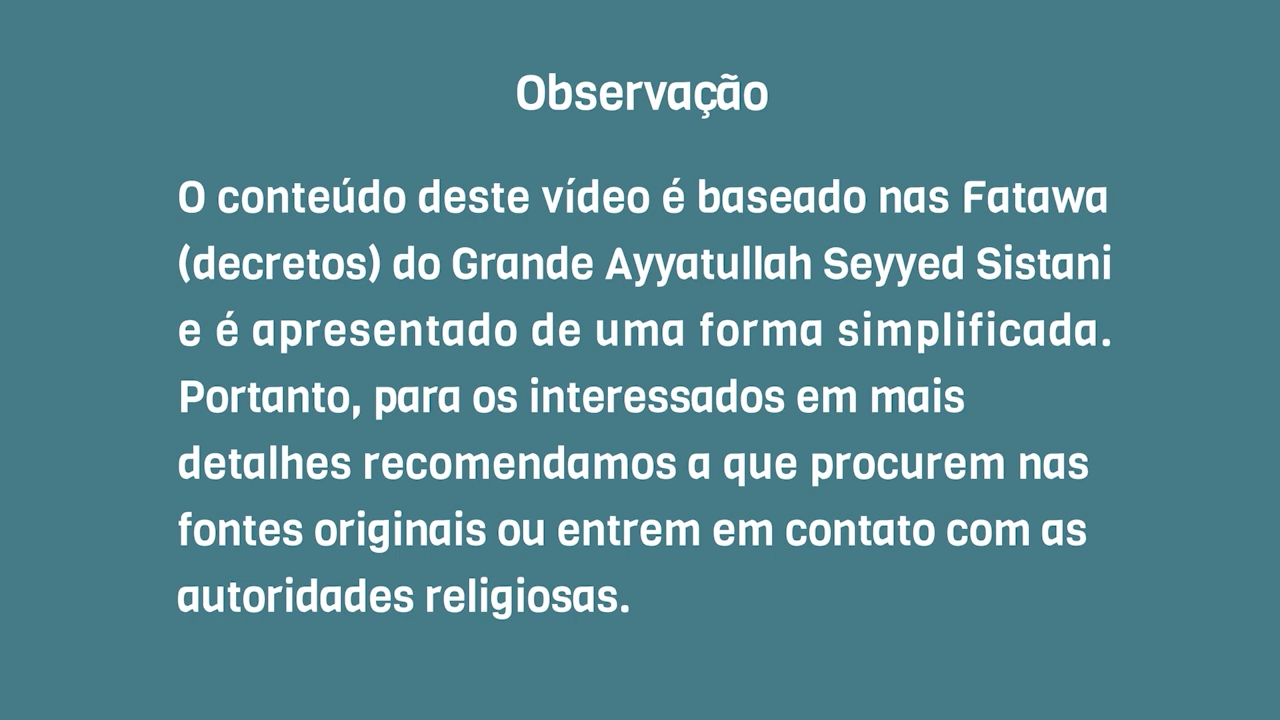 Observação
O conteúdo deste vídeo é baseado nas Fatawa
(decretos) do Grande Ayyatullah Seyyed Sistani
e é apresentado de uma forma simplificada.
Portanto, para os interessados em mais
detalhes recomendamos a que procurem nas
fontes originais ou entrem em contato com as
autoridades religiosas.